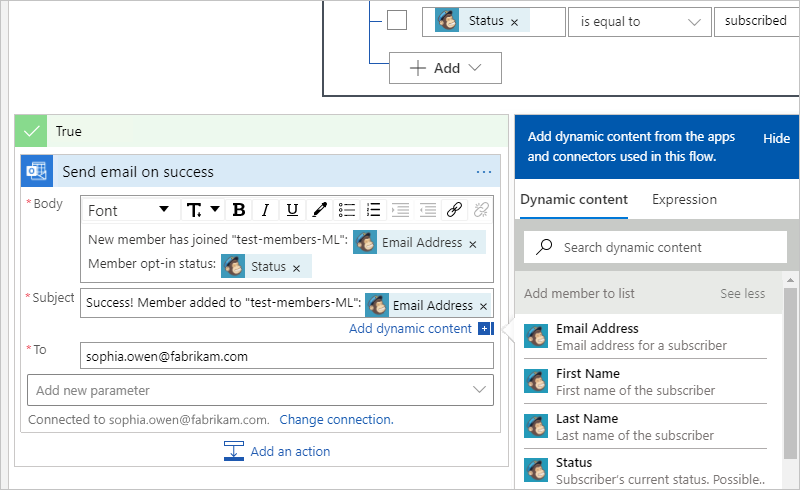 Status × is equal to subscribed
Add
True
Send email on success ...
* Body
Font B I U
New member has joined "test-members-ML": Email Address ×
Member opt-in status: Status ×
* Subject Success! Member added to "test-members-ML": Email Address ×
Add dynamic content
* To sophia.owen@fabrikam.com
Add new parameter
Connected to sophia.owen@fabrikam.com. Change connection.
Add an action
Add dynamic content from the apps
and connectors used in this flow.
Hide
Dynamic content Expression
Search dynamic content
Add member to list See less
Email Address
Email address for a subscriber
First Name
First name of the subscriber
Last Name
Last name of the subscriber
Status
Subscriber's current status. Possible..